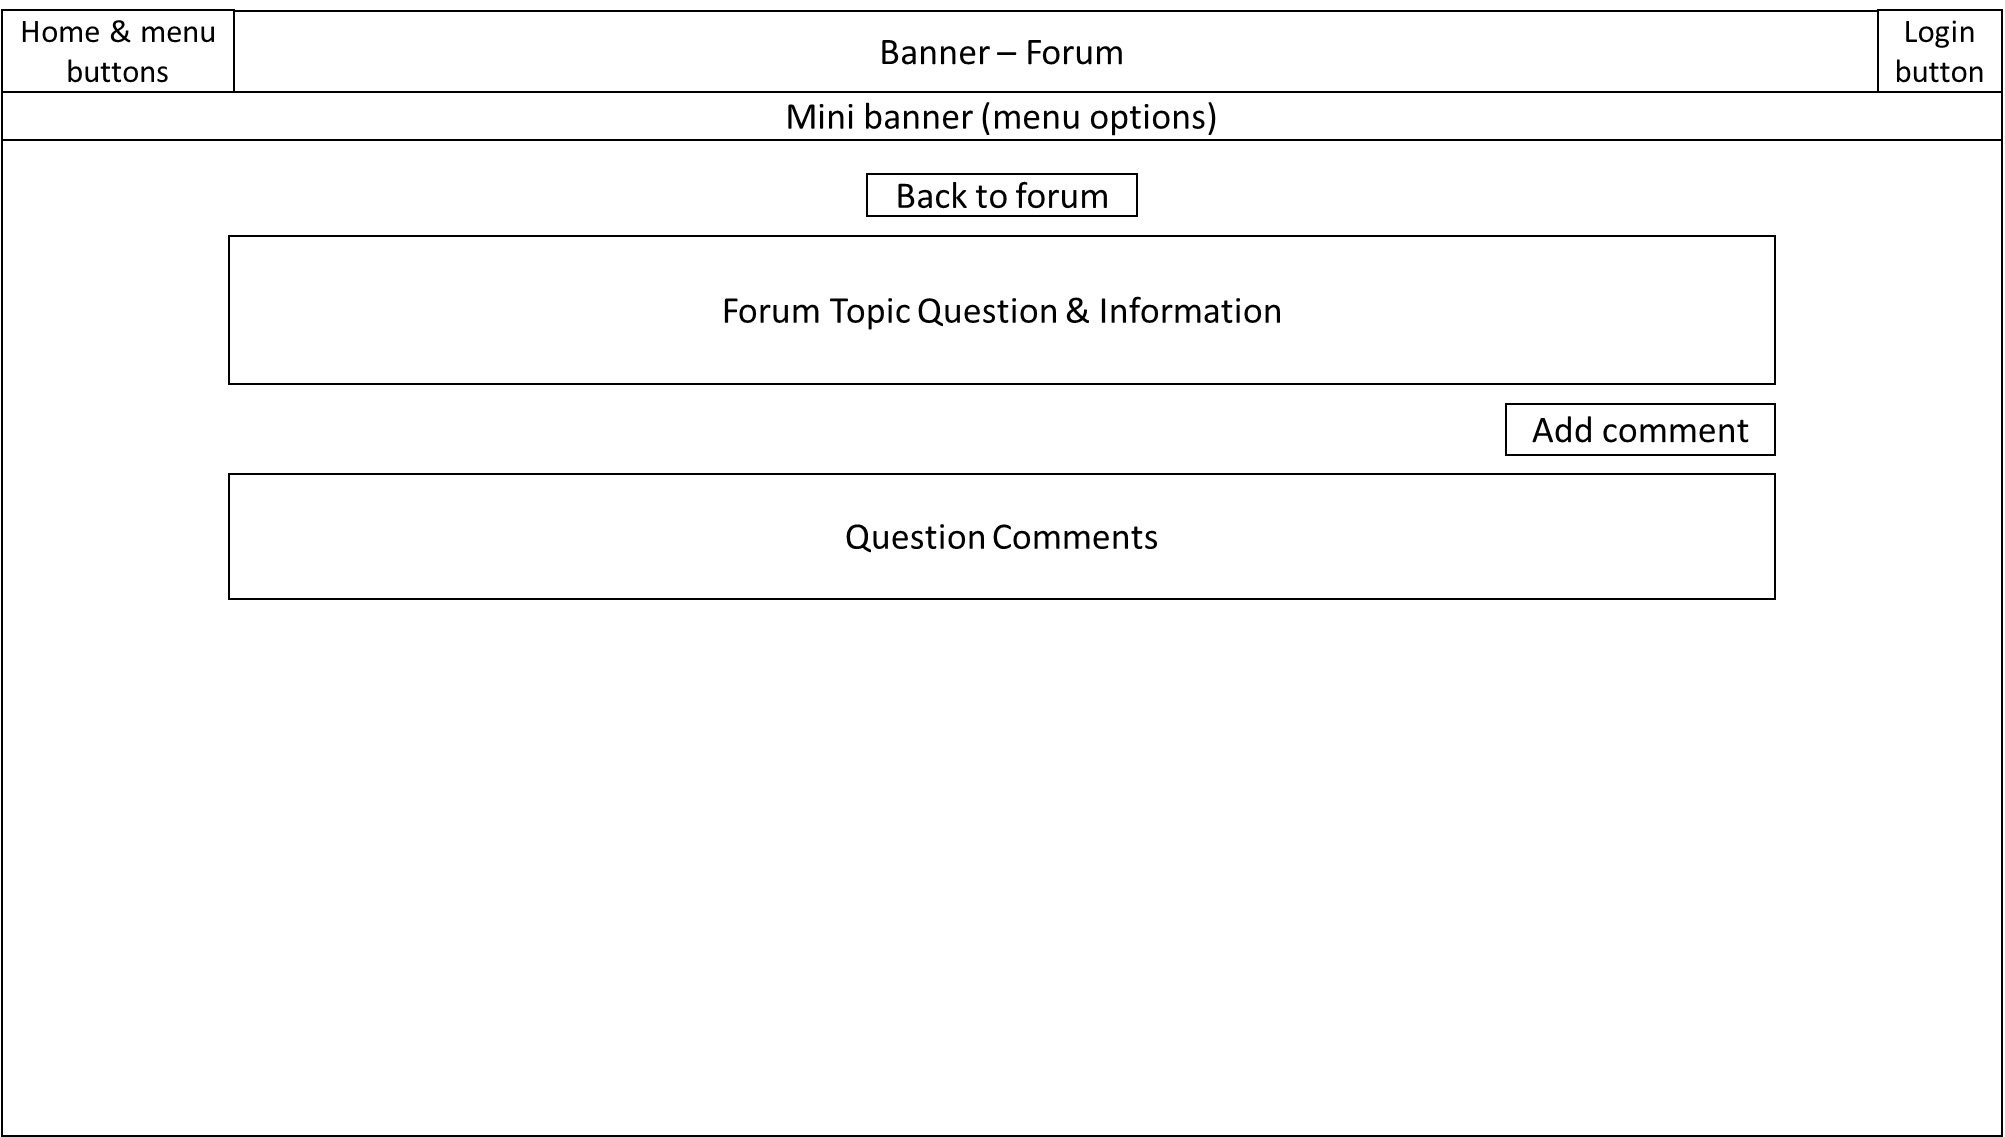 Home & menu
buttons
Banner – Forum
Login
button
Mini banner (menu options)
Back to forum
Forum Topic Question & Information
Add comment
Question Comments